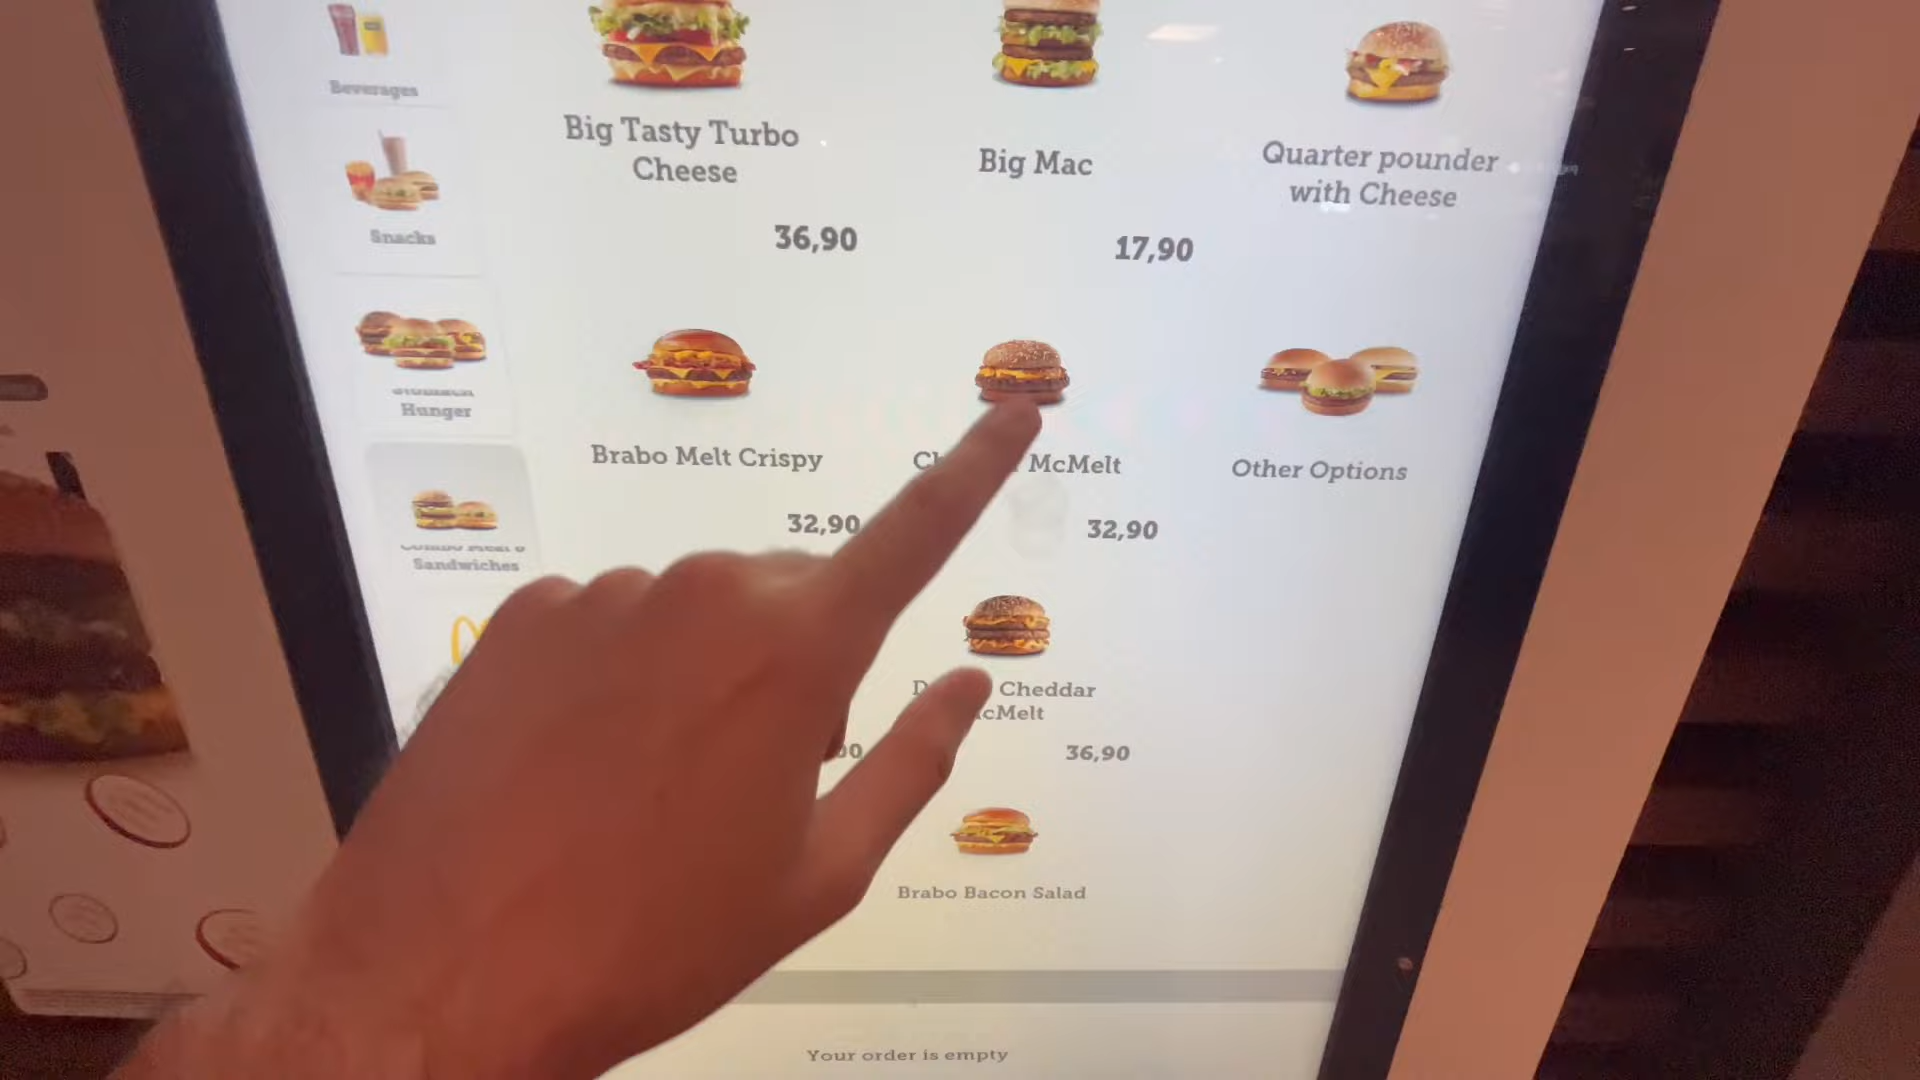 Beverages
Big Tasty Turbo
Cheese
Big Mac
Quarter pounder
with Cheese
36,90
17,90
Snacks
Hunger
Brabo Melt Crispy
McMelt
Other Options
32,90
32,90
Sandwiches
Cheddar
McMelt
36,90
Brabo Bacon Salad
Your order is empty